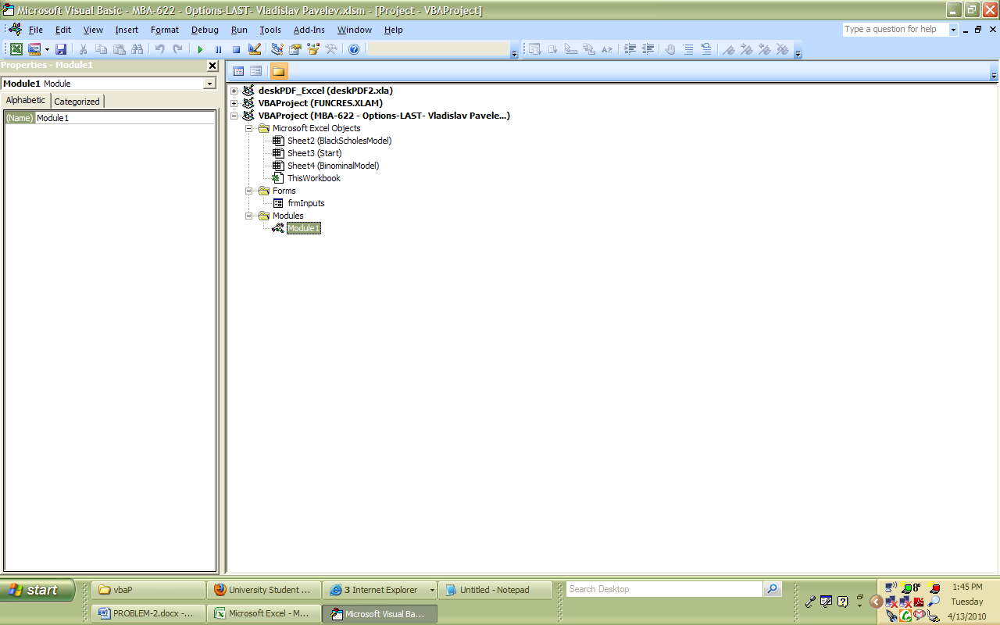 Microsoft Visual Basic - MBA-622 - Options-LAST- Vladislav Pavelev.xlsm - [Project - VBAProject]
File Edit View Insert Format Debug Run Tools Add-Ins Window Help
Type a question for help
Properties - Module1
Module1 Module
Alphabetic Categorized
(Name) Module1
deskPDF_Excel (deskPDF2.xla)
VBAProject (FUNCRES.XLAM)
VBAProject (MBA-622 - Options-LAST- Vladislav Pavele...)
Microsoft Excel Objects
Sheet2 (BlackScholesModel)
Sheet3 (Start)
Sheet4 (BinominalModel)
ThisWorkbook
Forms
frmInputs
Modules
Module1
start
vbaP
University Student ...
3 Internet Explorer
Untitled - Notepad
Search Desktop
PROBLEM-2.docx -...
Microsoft Excel - M...
Microsoft Visual Ba...
8°
1:45 PM
Tuesday
4/13/2010